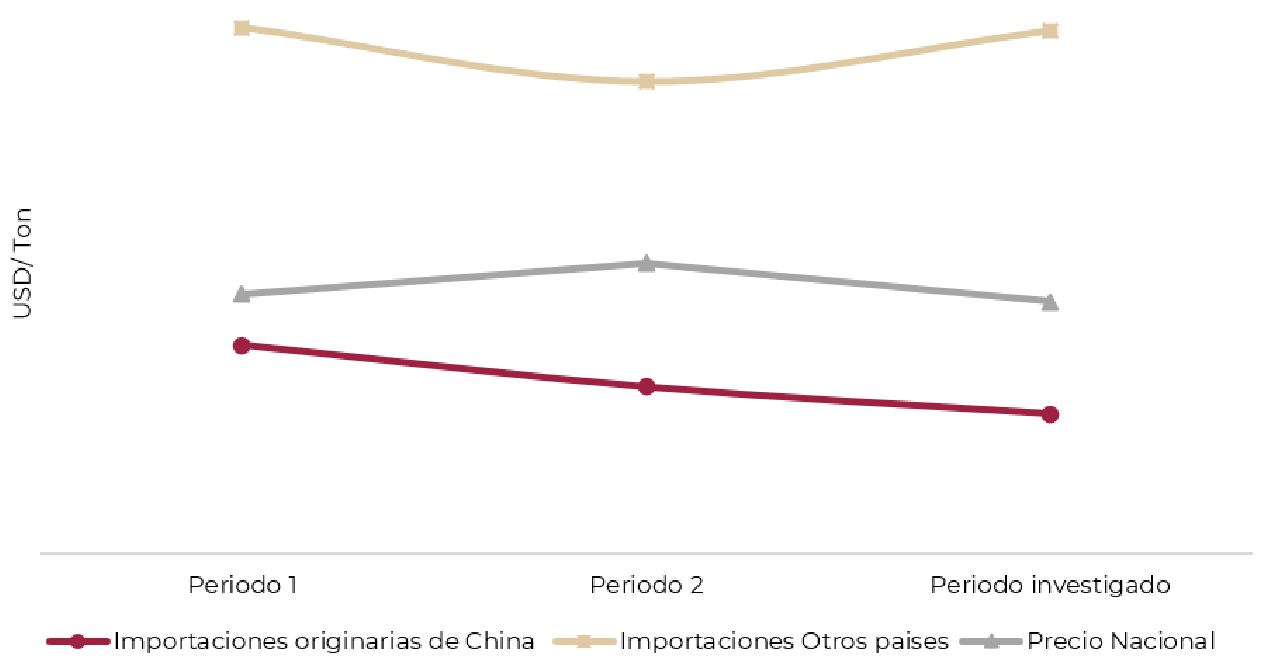 USD/Ton
Periodo 1
Periodo 2
Periodo investigado
Importaciones originarias de China
Importaciones Otros paises
Precio Nacional